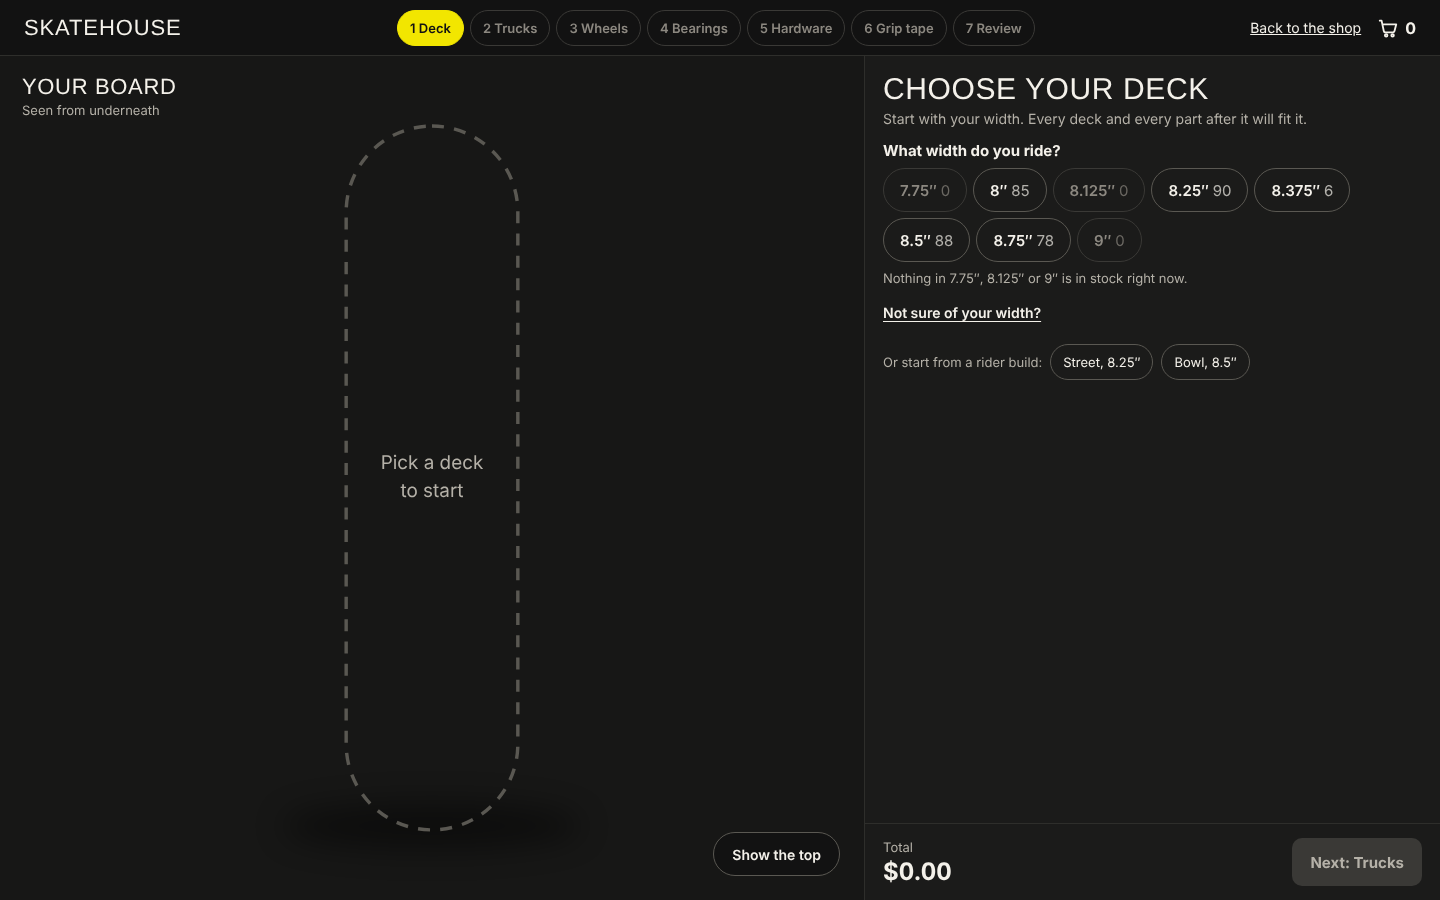 SKATEHOUSE
1 Deck
2 Trucks
3 Wheels
4 Bearings
5 Hardware
6 Grip tape
7 Review
Back to the shop
0
YOUR BOARD
Seen from underneath
Pick a deck
to start
Show the top
CHOOSE YOUR DECK
Start with your width. Every deck and every part after it will fit it.
What width do you ride?
7.75″ 0
8″ 85
8.125″ 0
8.25″ 90
8.375″ 6
8.5″ 88
8.75″ 78
9″ 0
Nothing in 7.75″, 8.125″ or 9″ is in stock right now.
Not sure of your width?
Or start from a rider build:
Street, 8.25″
Bowl, 8.5″
Total
$0.00
Next: Trucks